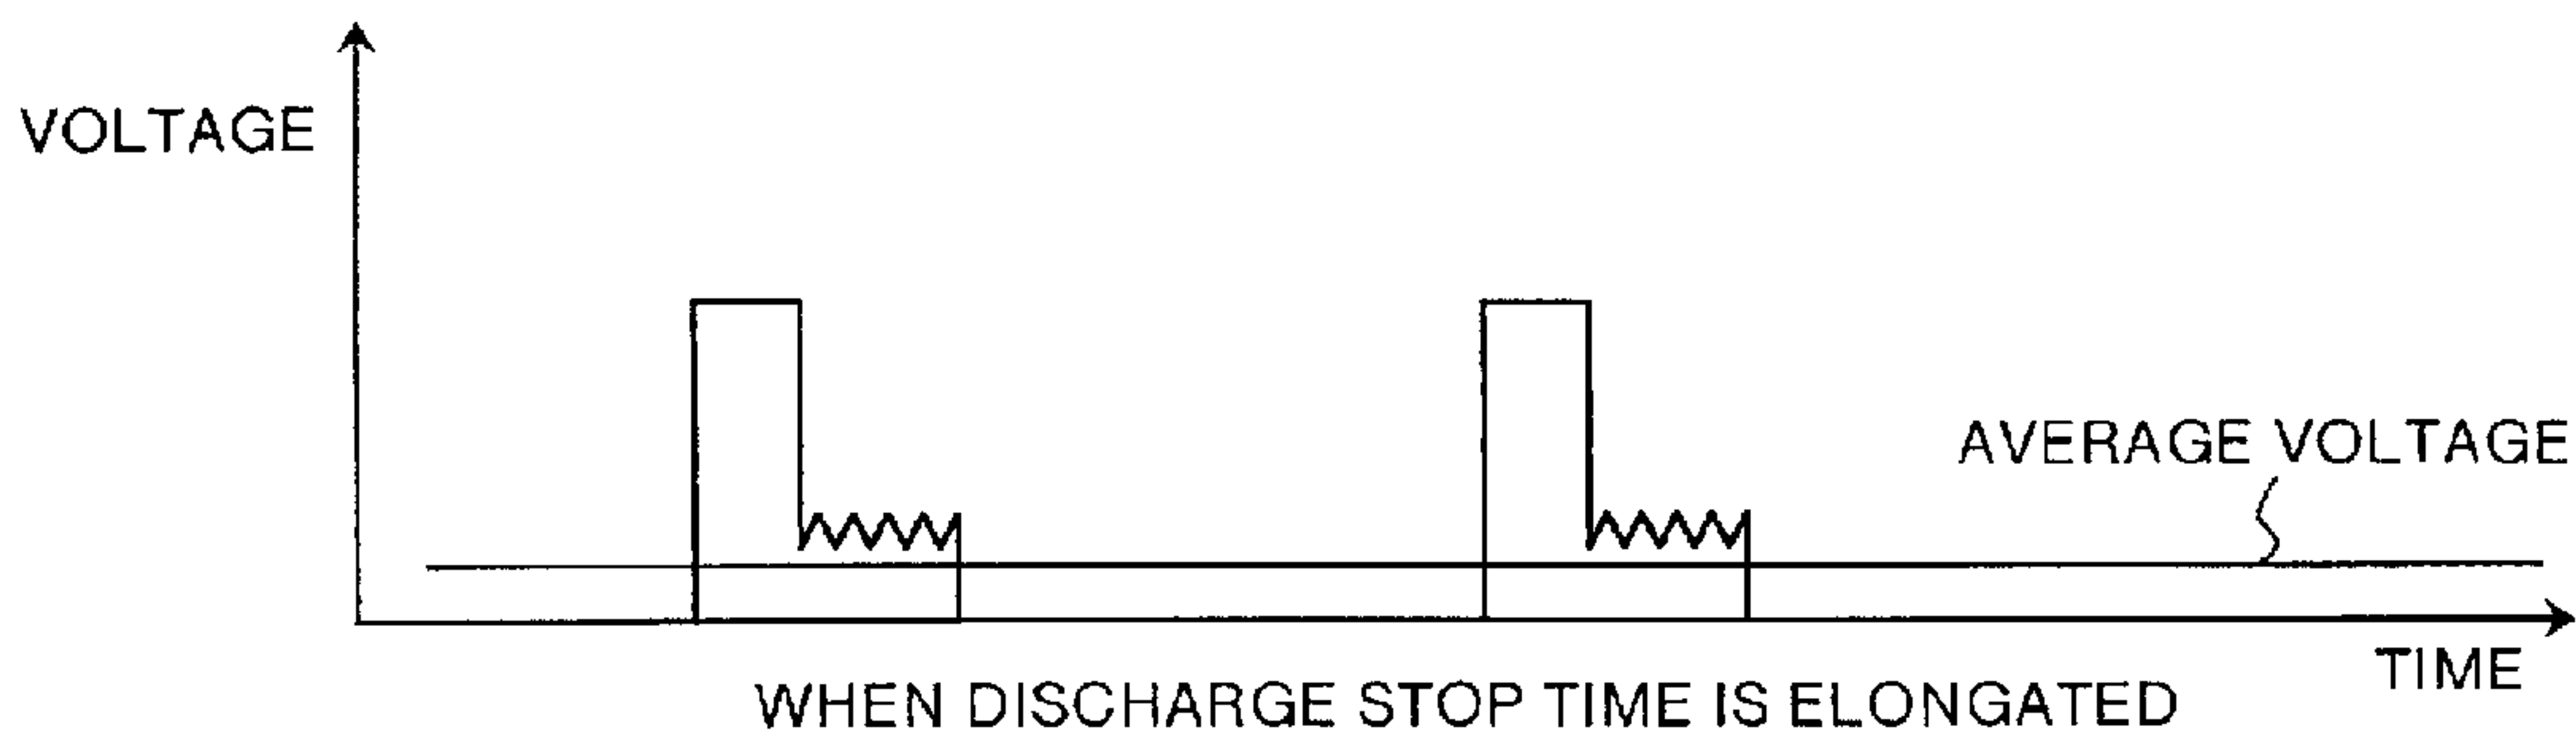 VOLTAGE
AVERAGE VOLTAGE
TIME
WHEN DISCHARGE STOP TIME IS ELONGATED